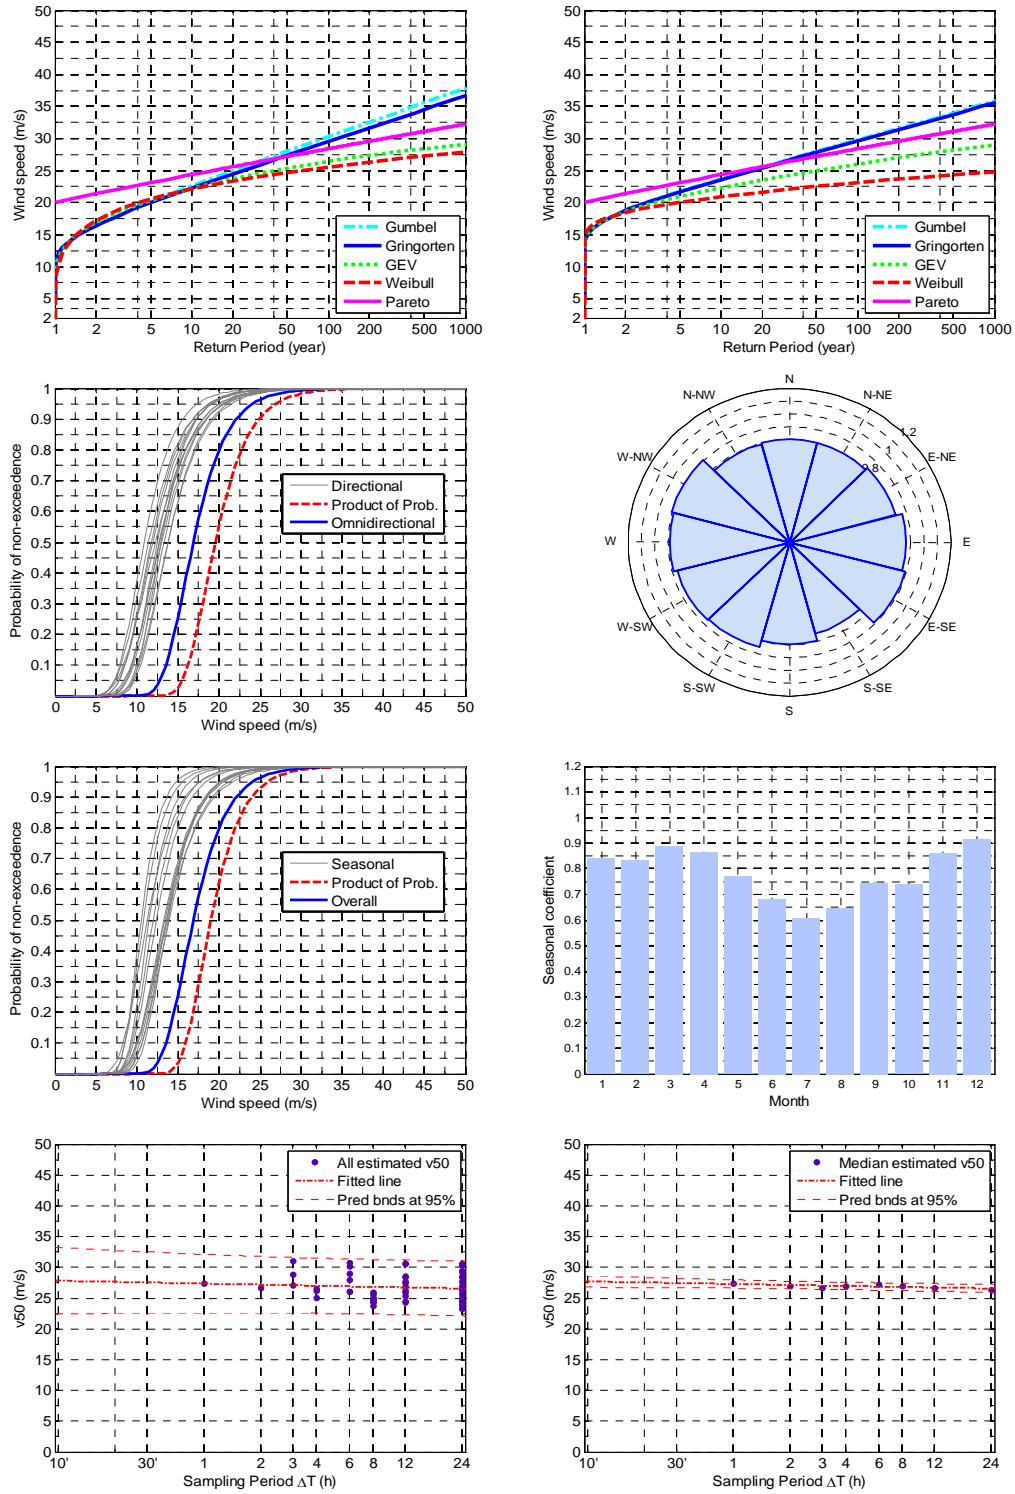 50
45
40
35
30
25
20
15
10
5
2
Wind speed (m/s)
Gumbel
Gringorten
GEV
Weibull
Pareto
1 2 5 10 20 50 100 200 500 1000
Return Period (year)
50
45
40
35
30
25
20
15
10
5
2
Wind speed (m/s)
Gumbel
Gringorten
GEV
Weibull
Pareto
1 2 5 10 20 50 100 200 500 1000
Return Period (year)
1
0.9
0.8
0.7
0.6
0.5
0.4
0.3
0.2
0.1
Probability of non-exceedence
Directional
Product of Prob.
Omnidirectional
0 5 10 15 20 25 30 35 40 45 50
Wind speed (m/s)
N
N-NW N-NE
1.2
W-NW 1 E-NE
0.8
W E
W-SW E-SE
S-SW S-SE
S
1
0.9
0.8
0.7
0.6
0.5
0.4
0.3
0.2
0.1
Probability of non-exceedence
Seasonal
Product of Prob.
Overall
0 5 10 15 20 25 30 35 40 45 50
Wind speed (m/s)
1.2
1.1
1
0.9
0.8
0.7
0.6
0.5
0.4
0.3
0.2
0.1
0
Seasonal coefficient
1 2 3 4 5 6 7 8 9 10 11 12
Month
50
45
40
35
30
25
20
15
10
5
0
v50 (m/s)
All estimated v50
Fitted line
Pred bnds at 95%
10' 30' 1 2 3 4 6 8 12 24
Sampling Period ΔT (h)
50
45
40
35
30
25
20
15
10
5
0
v50 (m/s)
Median estimated v50
Fitted line
Pred bnds at 95%
10' 30' 1 2 3 4 6 8 12 24
Sampling Period ΔT (h)